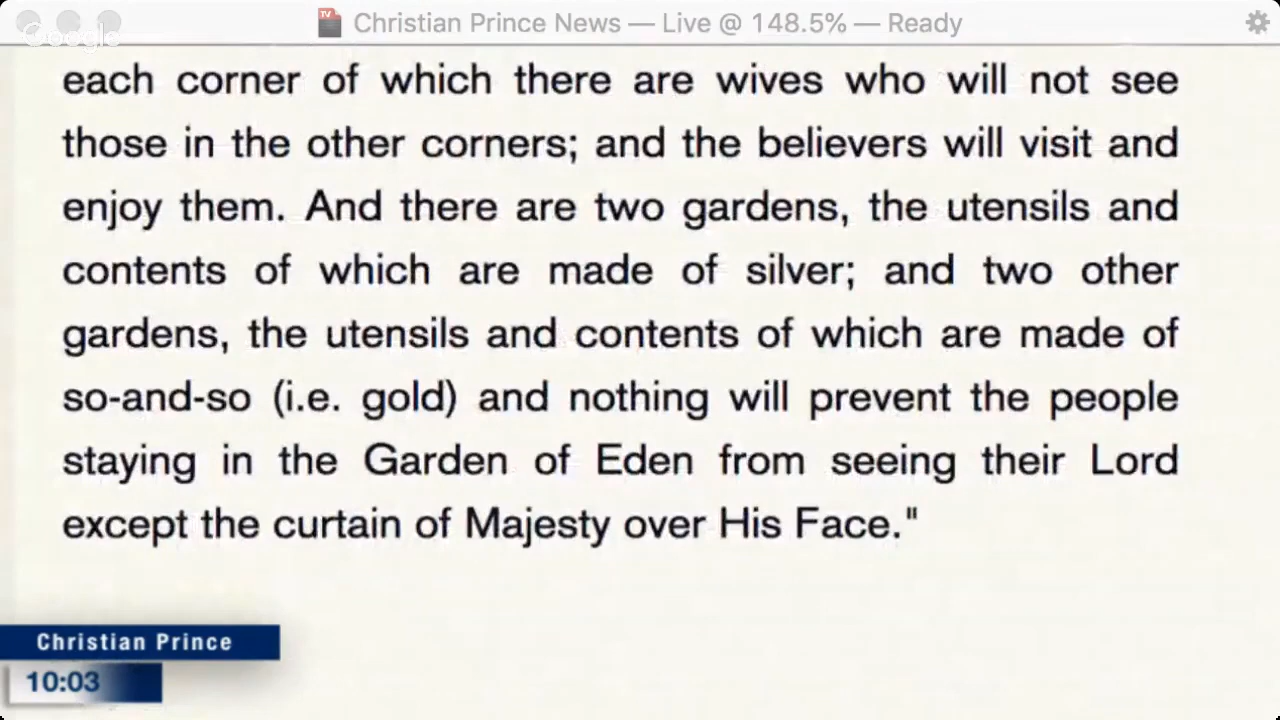 Google
TV
Christian Prince News — Live @ 148.5% — Ready
each corner of which there are wives who will not see
those in the other corners; and the believers will visit and
enjoy them. And there are two gardens, the utensils and
contents of which are made of silver; and two other
gardens, the utensils and contents of which are made of
so-and-so (i.e. gold) and nothing will prevent the people
staying in the Garden of Eden from seeing their Lord
except the curtain of Majesty over His Face."
Christian Prince
10:03